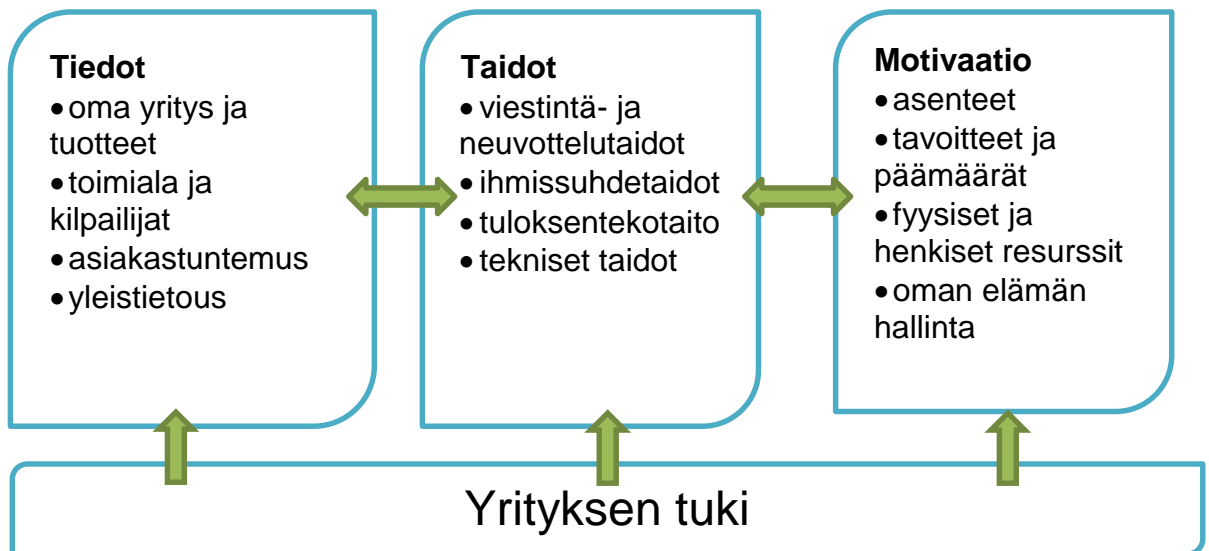 Tiedot
• oma yritys ja
tuotteet
• toimiala ja
kilpailijat
• asiakastuntemus
• yleistietous
Taidot
• viestintä- ja
neuvottelutaidot
• ihmissuhdetaidot
• tuloksentekotaito
• tekniset taidot
Motivaatio
• asenteet
• tavoitteet ja
päämäärät
• fyysiset ja
henkiset resurssit
• oman elämän
hallinta
Yrityksen tuki